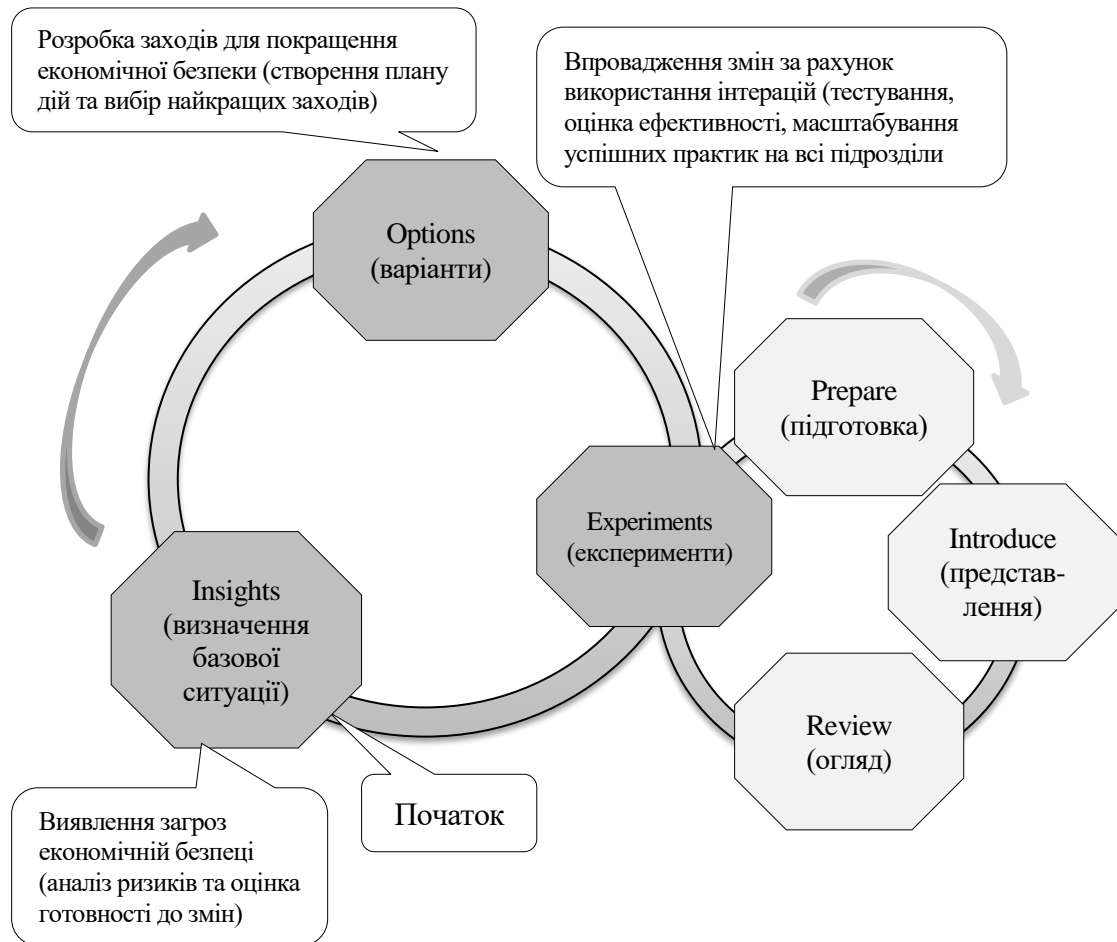 Розробка заходів для покращення
економічної безпеки (створення плану
дій та вибір найкращих заходів)
Впровадження змін за рахунок
використання інтерацій (тестування,
оцінка ефективності, масштабування
успішних практик на всі підрозділи
Options
(варіанти)
Prepare
(підготовка)
Experiments
(експерименти)
Introduce
(представ-
лення)
Insights
(визначення
базової
ситуації)
Review
(огляд)
Початок
Виявлення загроз
економічній безпеці
(аналіз ризиків та оцінка
готовності до змін)